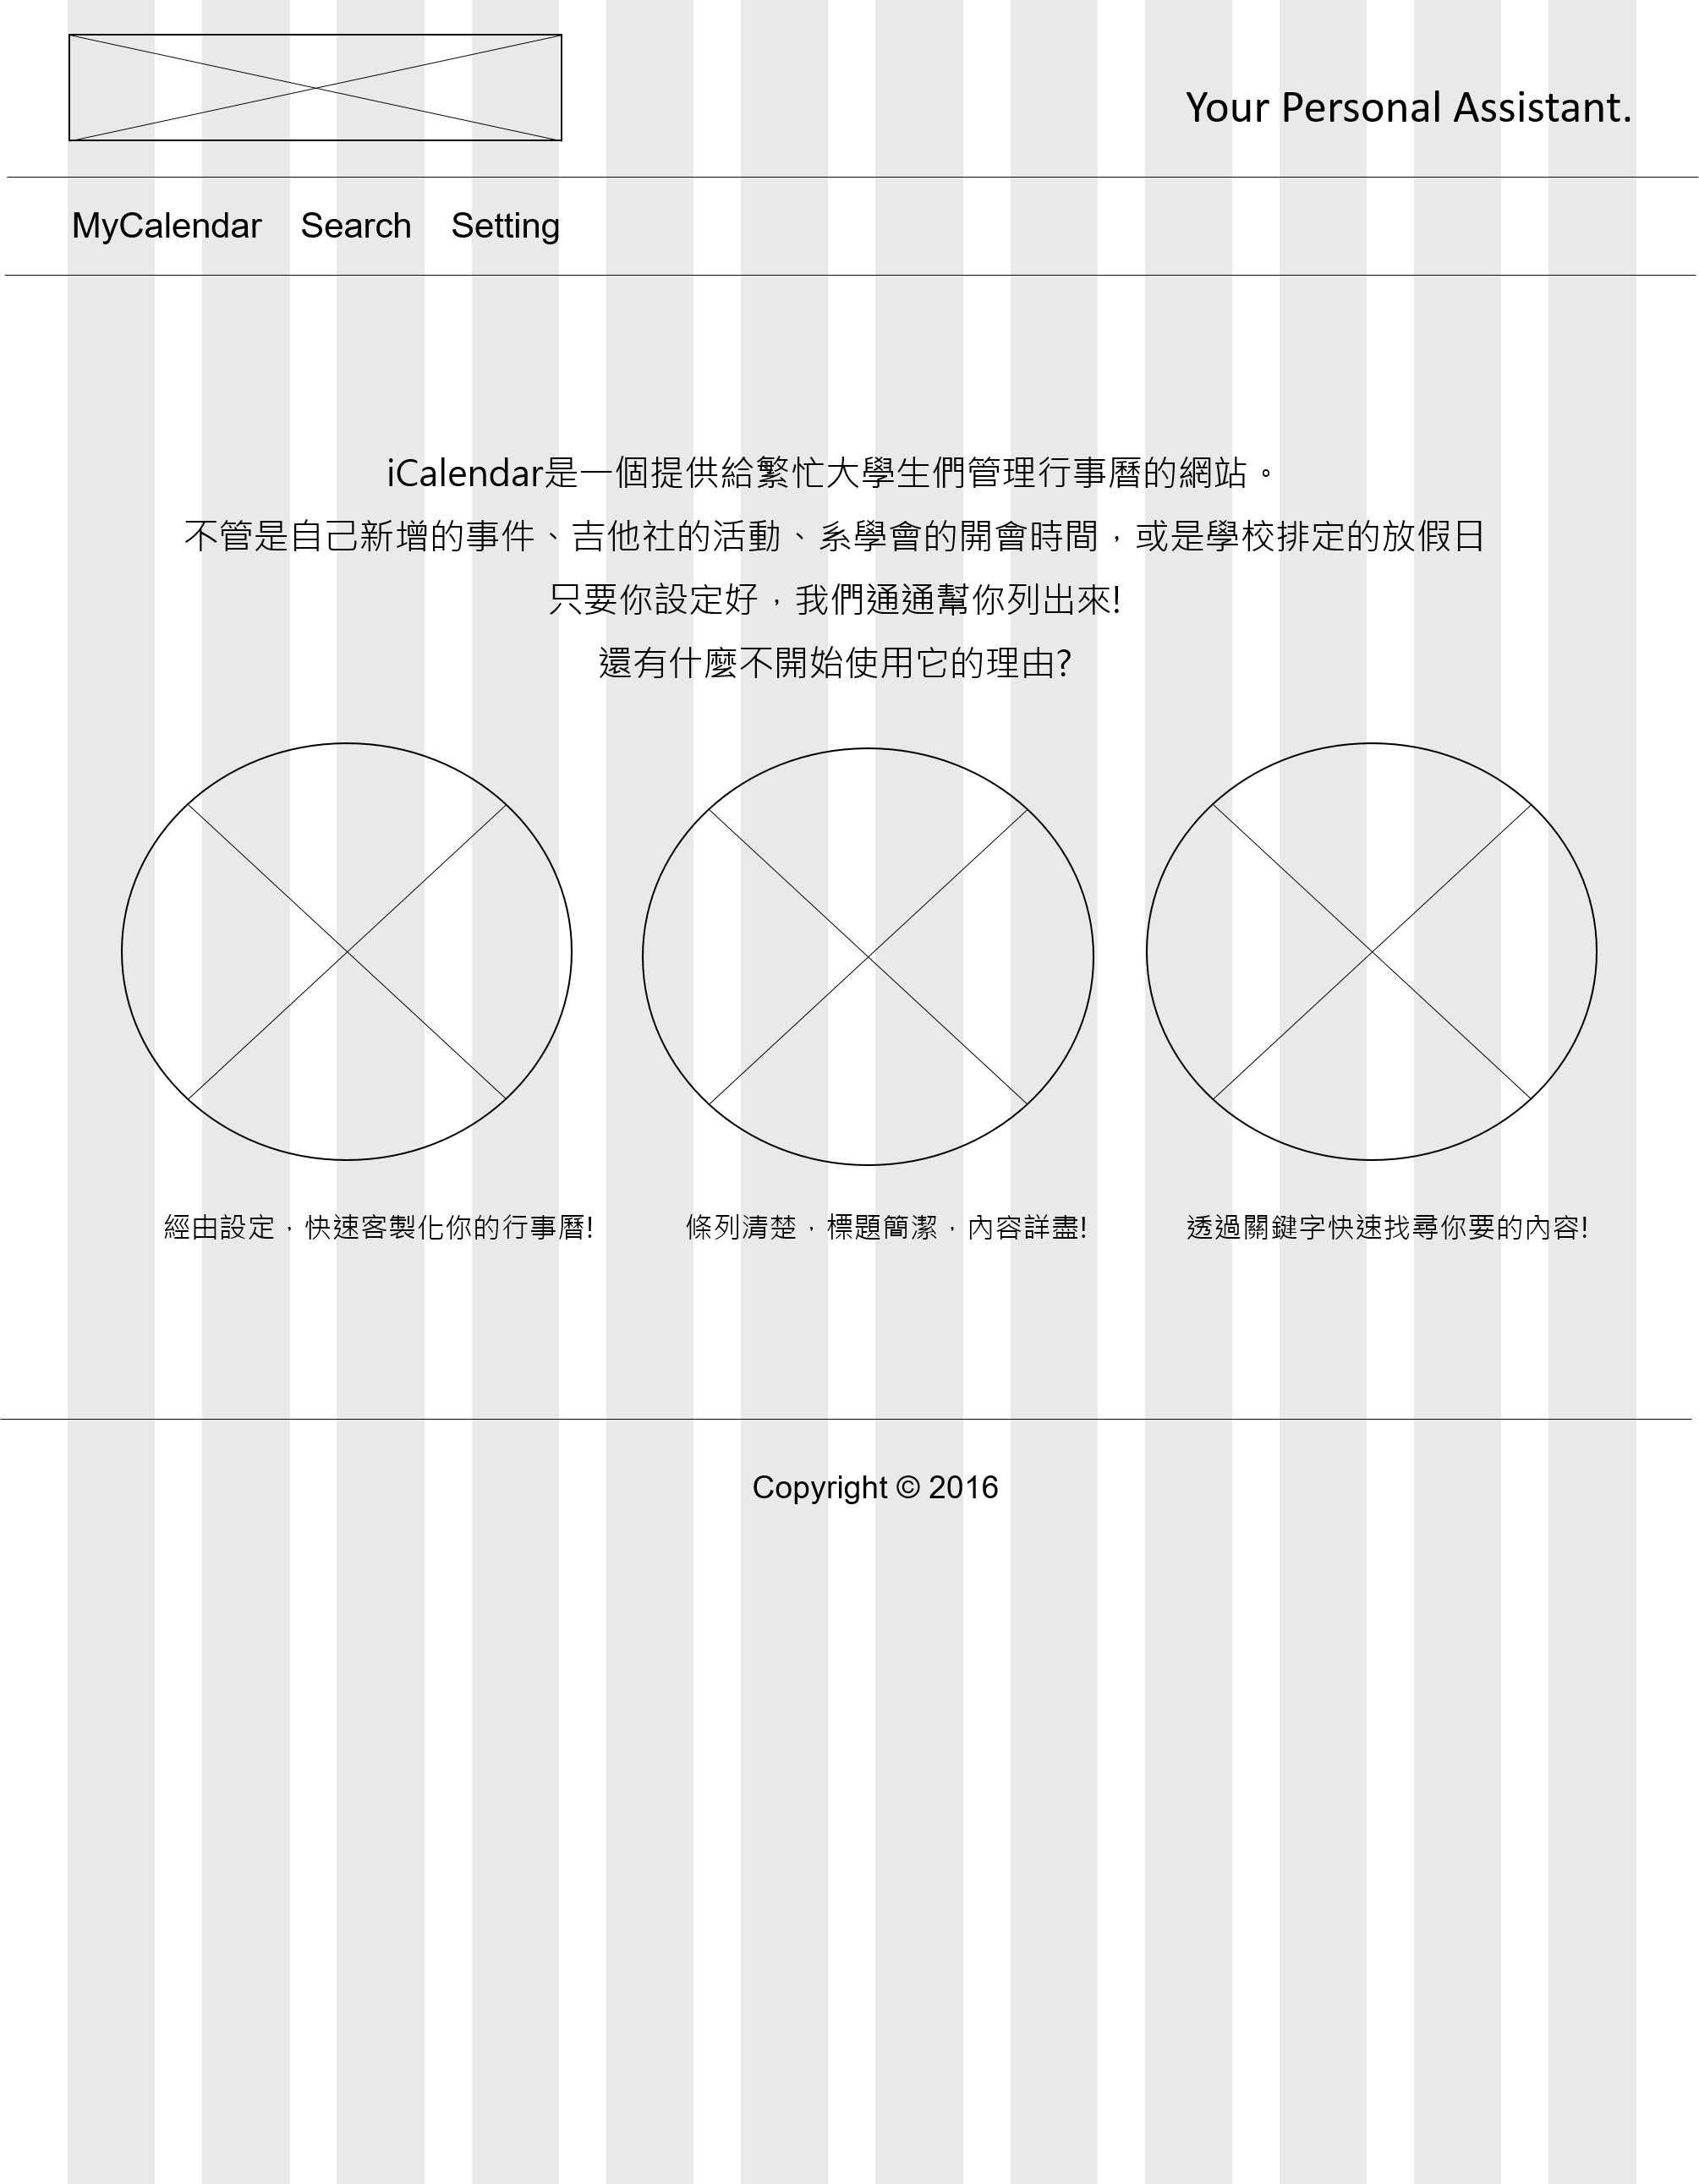 Your Personal Assistant.
MyCalendar Search Setting
iCalendar是一個提供給繁忙大學生們管理行事曆的網站。
不管是自己新增的事件、吉他社的活動、系學會的開會時間，或是學校排定的放假日
只要你設定好，我們通通幫你列出來!
還有什麼不開始使用它的理由?
經由設定，快速客製化你的行事曆!
條列清楚，標題簡潔，內容詳盡!
透過關鍵字快速找尋你要的內容!
Copyright © 2016